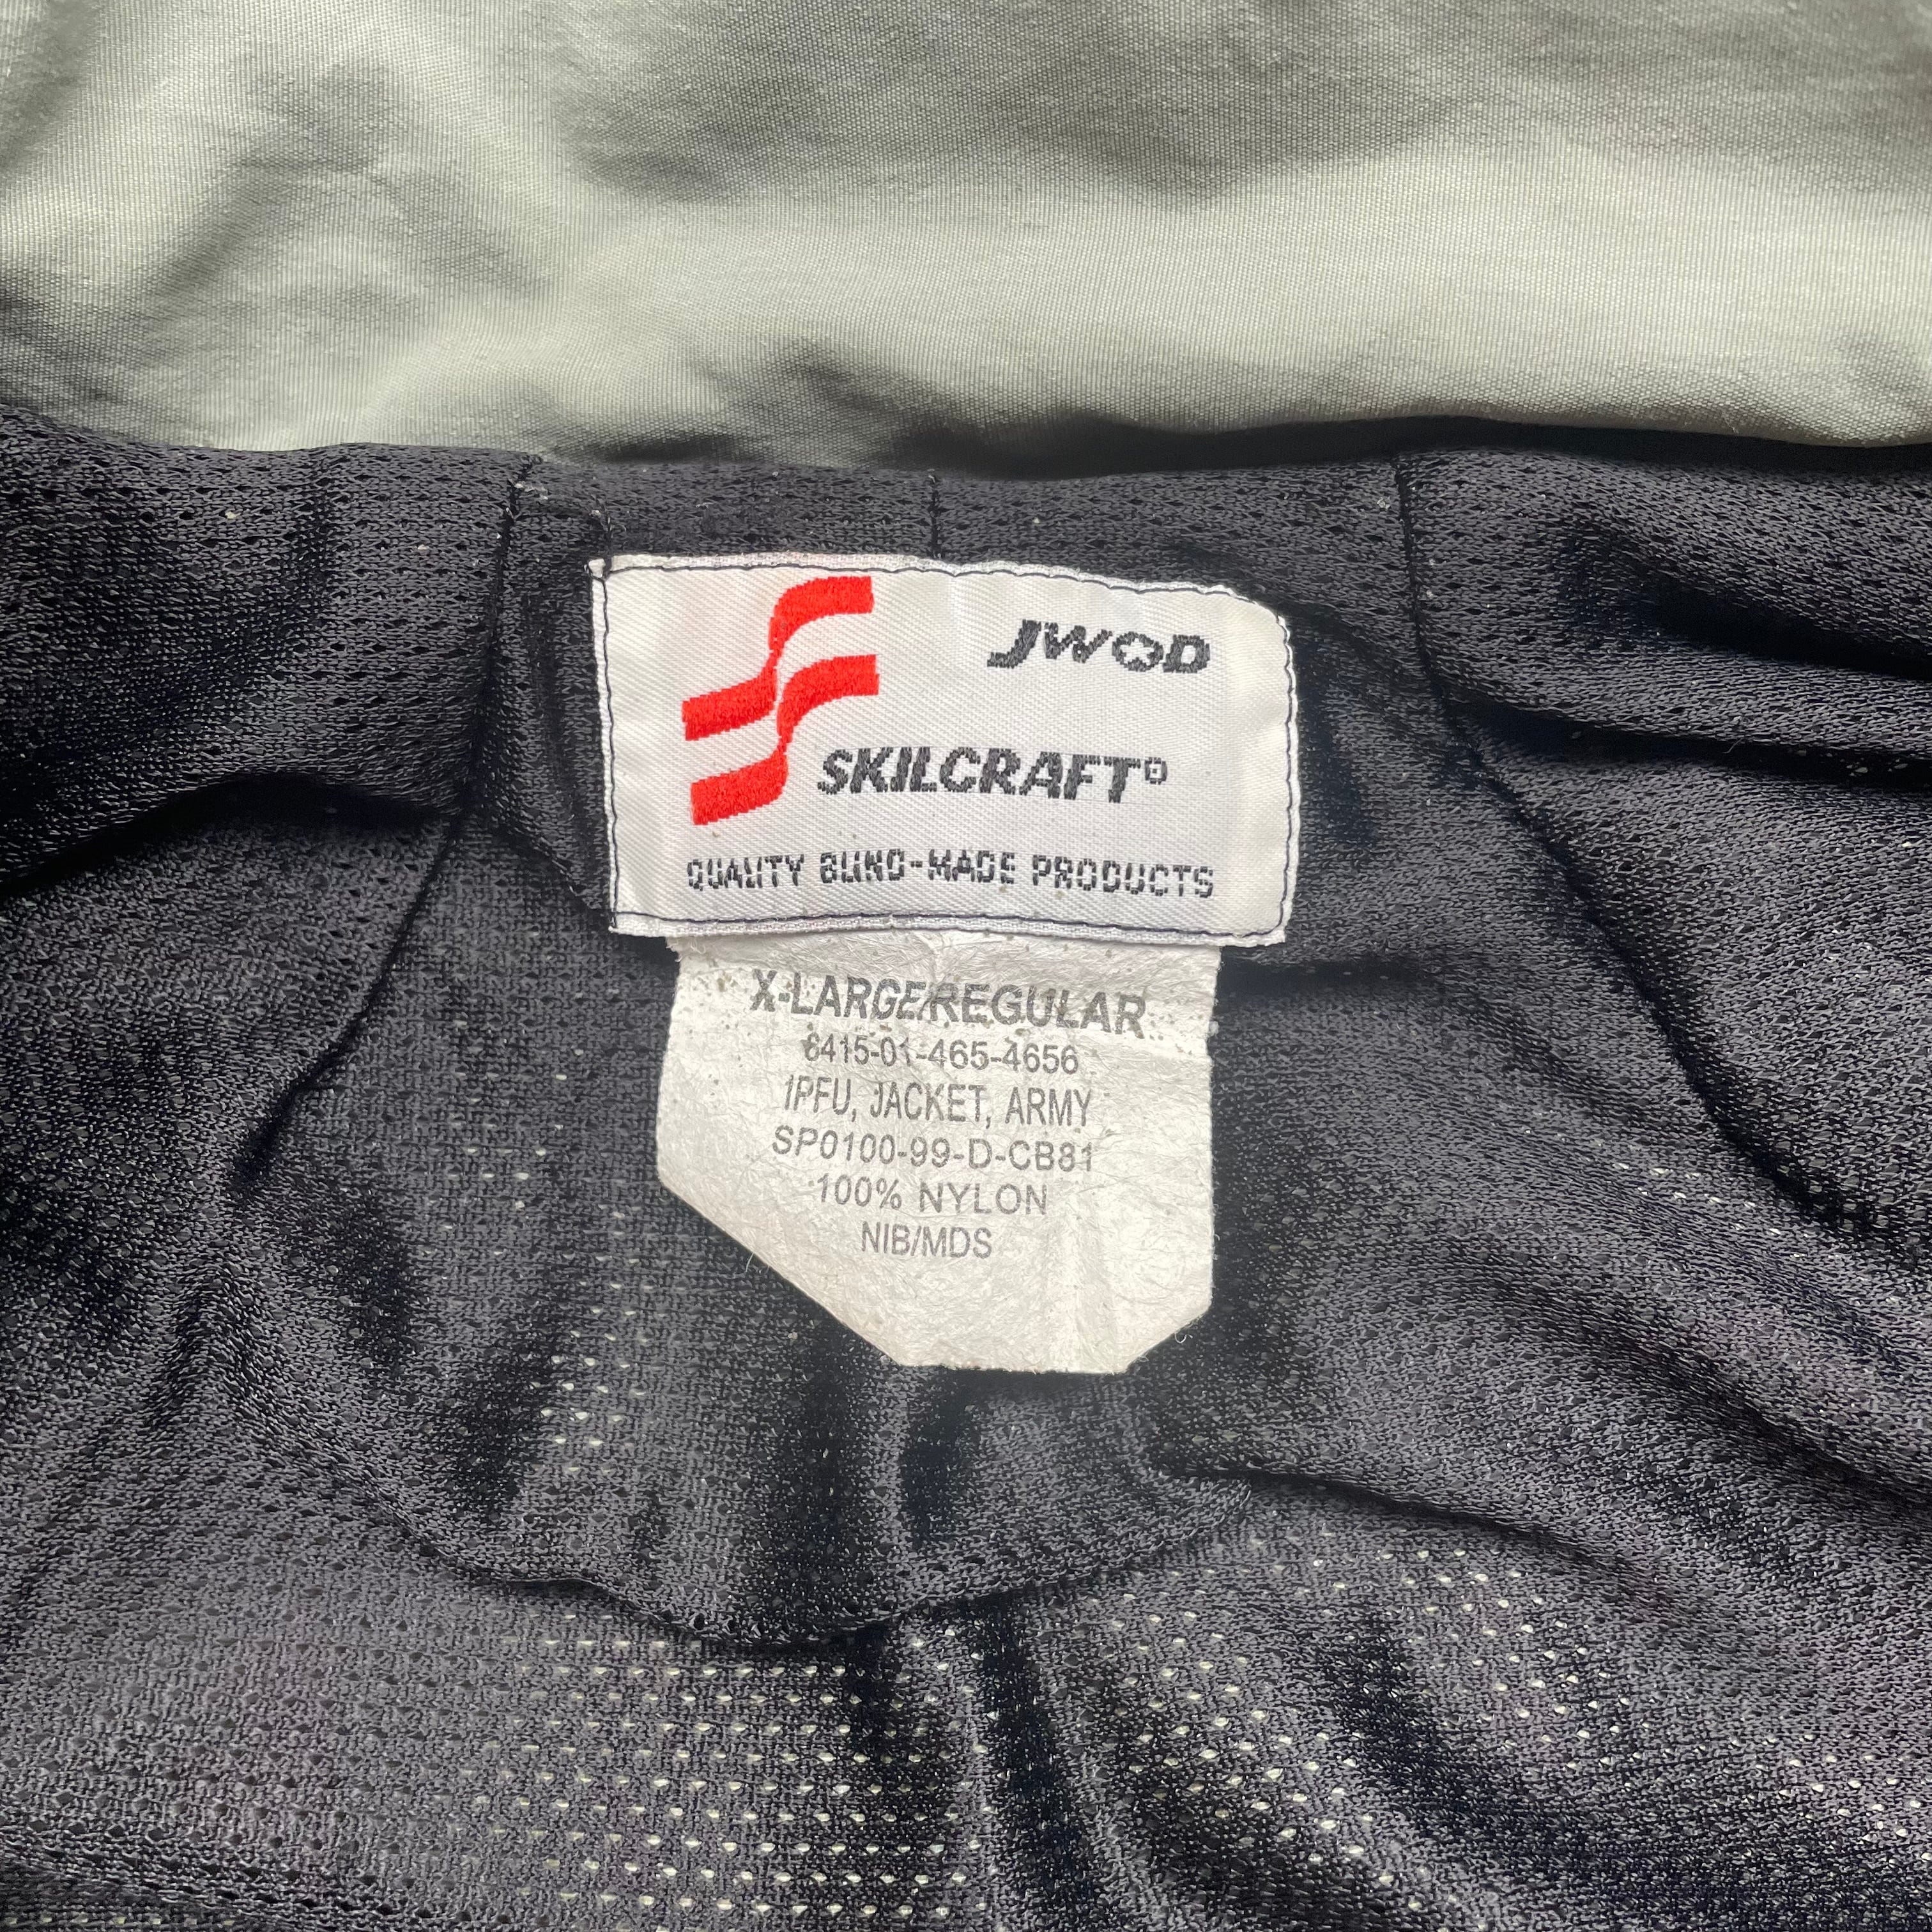 JWOD
SKILCRAFT®
QUALITY BLIND-MADE PRODUCTS
X-LARGE/REGULAR
8415-01-465-4656
IPFU, JACKET, ARMY
SP0100-99-D-CB81
100% NYLON
NIB/MDS